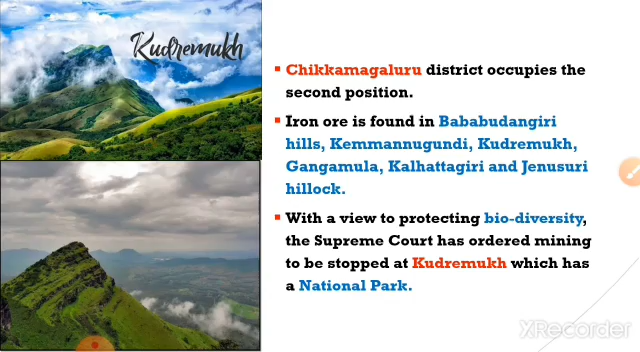 Kudremukh
▪ Chikkamagaluru district occupies the
second position.
▪ Iron ore is found in Bababudangiri
hills, Kemmannugundi, Kudremukh,
Gangamula, Kalhattagiri and Jenusuri
hillock.
▪ With a view to protecting bio-diversity,
the Supreme Court has ordered mining
to be stopped at Kudremukh which has
a National Park.
XRecorder